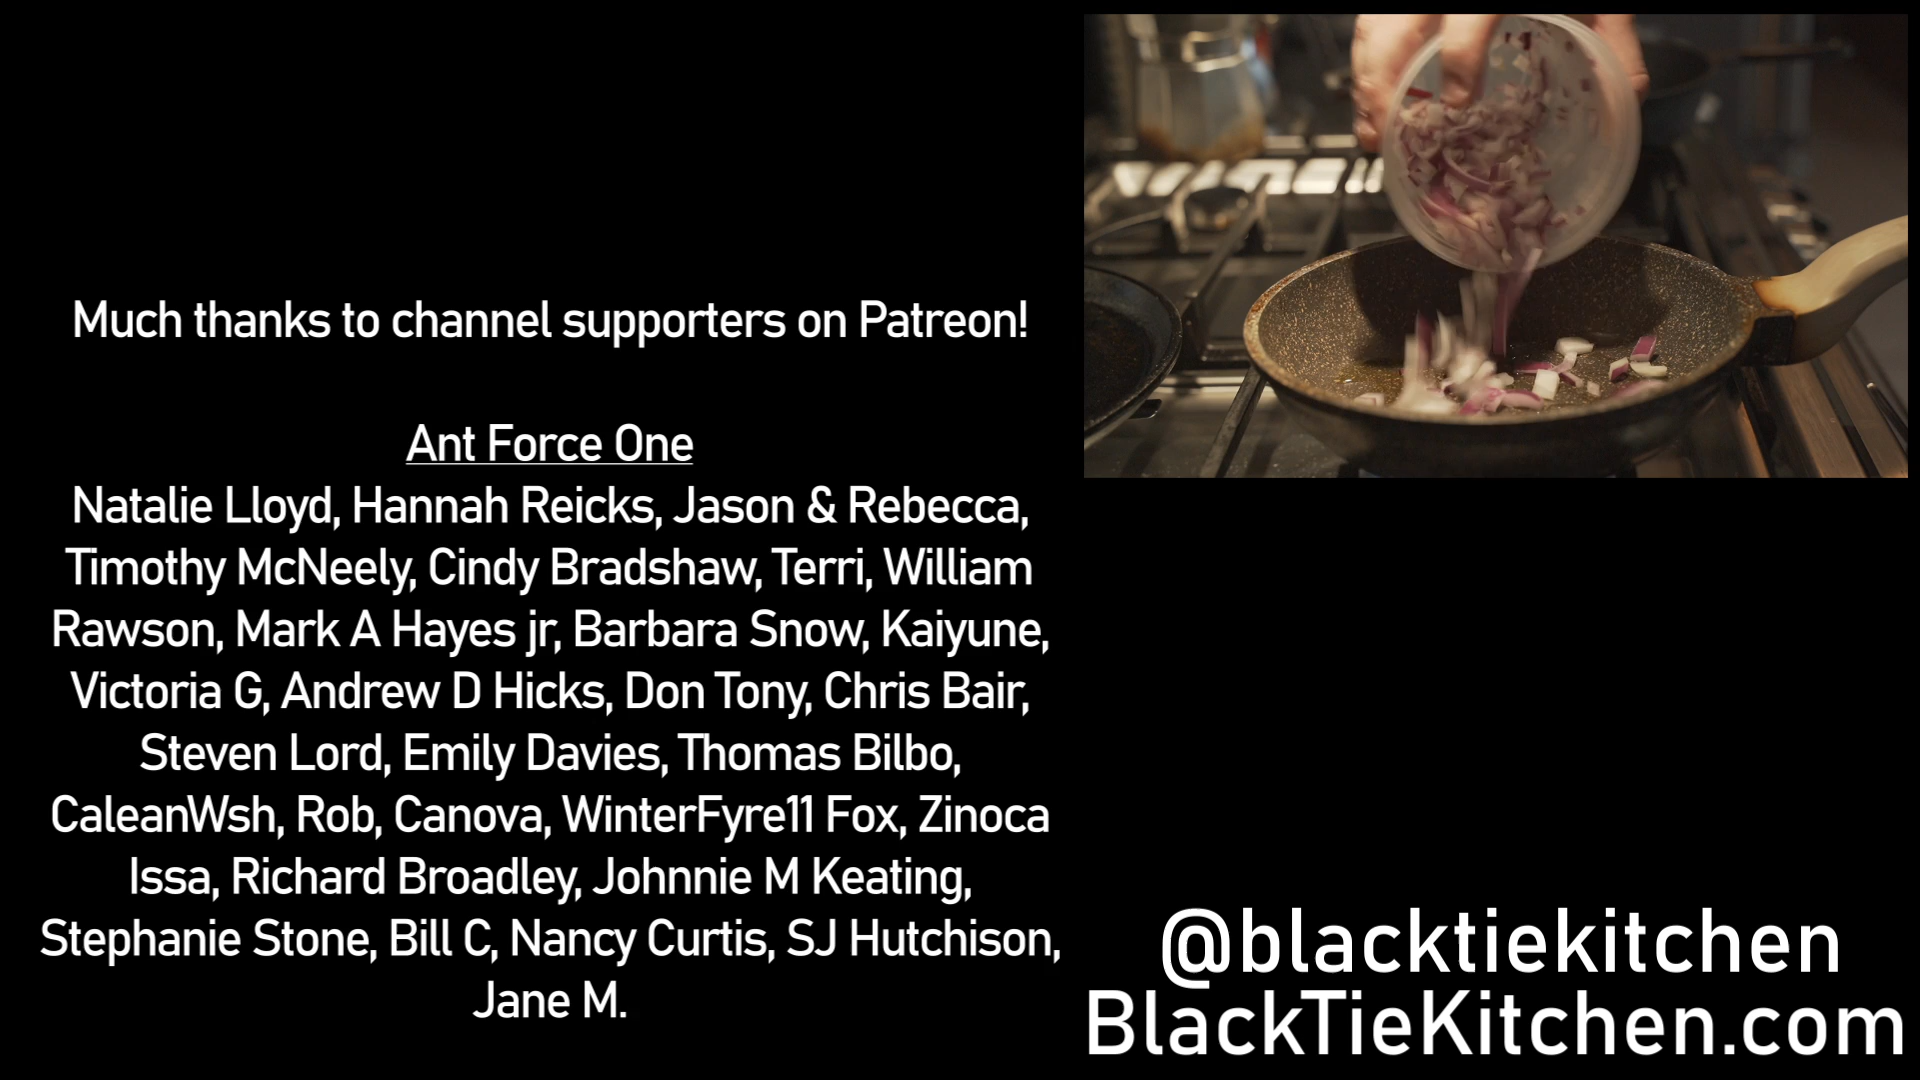 Much thanks to channel supporters on Patreon!
Ant Force One
Natalie Lloyd, Hannah Reicks, Jason & Rebecca,
Timothy McNeely, Cindy Bradshaw, Terri, William
Rawson, Mark A Hayes jr, Barbara Snow, Kaiyune,
Victoria G, Andrew D Hicks, Don Tony, Chris Bair,
Steven Lord, Emily Davies, Thomas Bilbo,
CaleanWsh, Rob, Canova, WinterFyre11 Fox, Zinoca
Issa, Richard Broadley, Johnnie M Keating,
Stephanie Stone, Bill C, Nancy Curtis, SJ Hutchison,
Jane M.
@blacktiekitchen
BlackTieKitchen.com